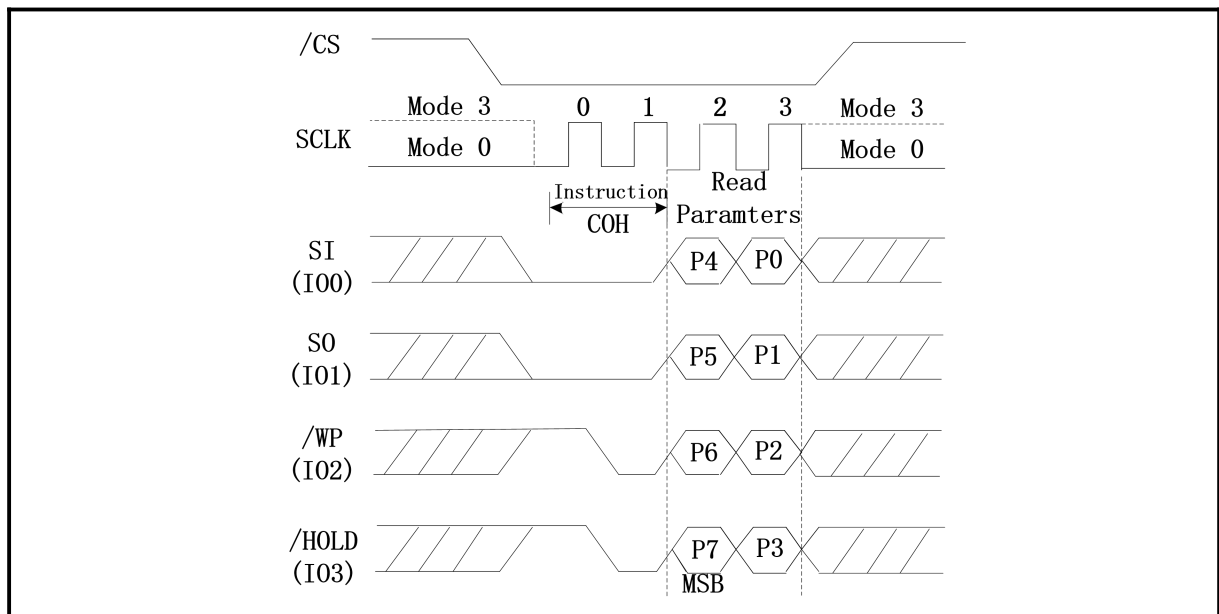 /CS
Mode 3 0 1 2 3 Mode 3
SCLK
Mode 0 Mode 0
Instruction Read
COH Paramters
SI
(IO0) P4 P0
SO
(IO1) P5 P1
/WP
(IO2) P6 P2
/HOLD
(IO3) P7 P3
MSB